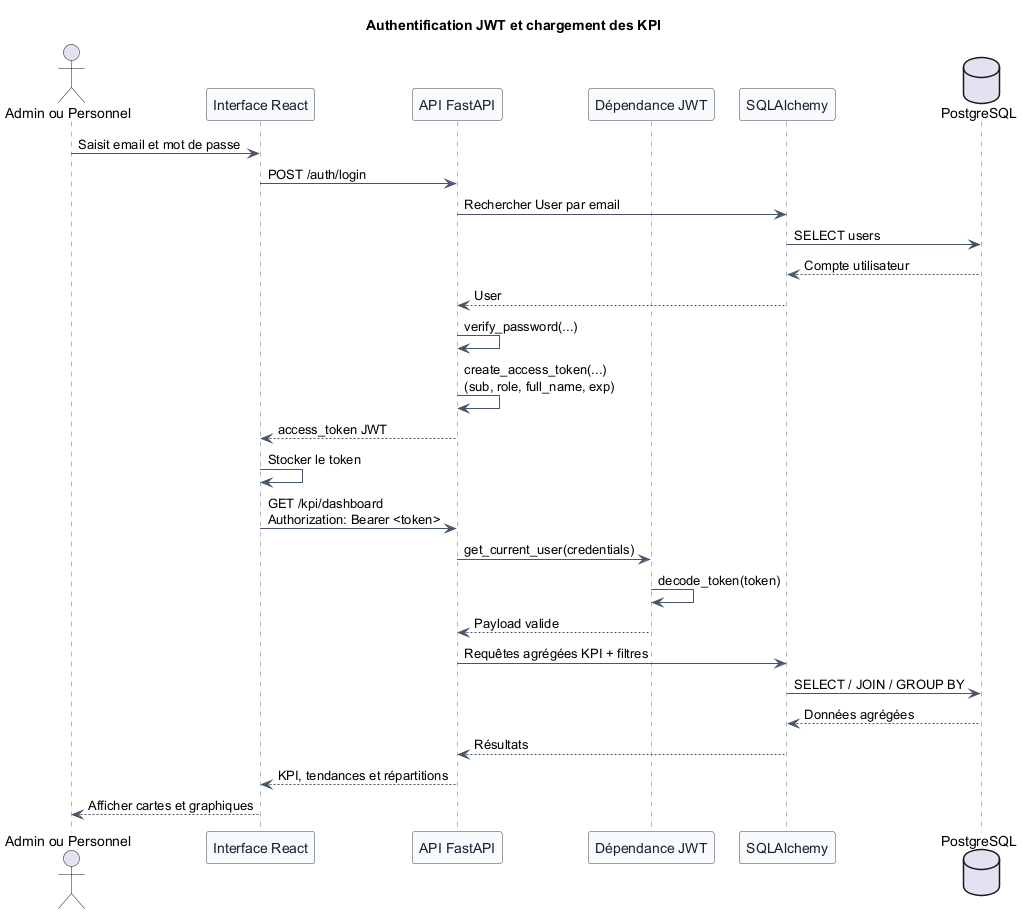 Authentification JWT et chargement des KPI
Admin ou Personnel
Interface React
API FastAPI
Dépendance JWT
SQLAlchemy
PostgreSQL
Saisit email et mot de passe
POST /auth/login
Rechercher User par email
SELECT users
Compte utilisateur
User
verify_password(...)
create_access_token(...)
(sub, role, full_name, exp)
access_token JWT
Stocker le token
GET /kpi/dashboard
Authorization: Bearer <token>
get_current_user(credentials)
decode_token(token)
Payload valide
Requêtes agrégées KPI + filtres
SELECT / JOIN / GROUP BY
Données agrégées
Résultats
KPI, tendances et répartitions
Afficher cartes et graphiques
Admin ou Personnel
Interface React
API FastAPI
Dépendance JWT
SQLAlchemy
PostgreSQL